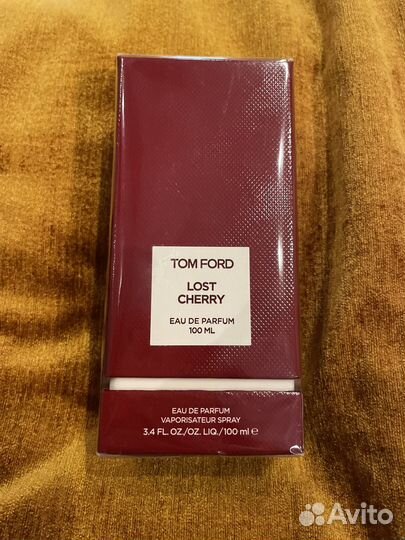 TOM FORD
LOST
CHERRY
EAU DE PARFUM
100 ML
EAU DE PARFUM
VAPORISATEUR SPRAY
3.4 FL. OZ./OZ. LIQ./100 ml ℮
Avito